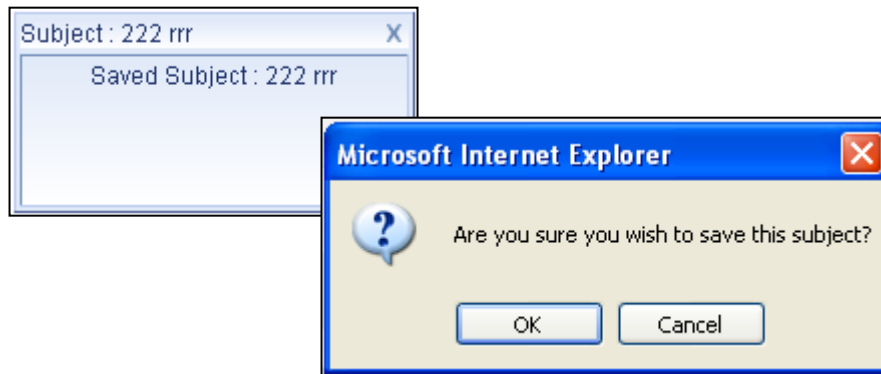 Subject : 222 rrr X
Saved Subject : 222 rrr
Microsoft Internet Explorer
?
Are you sure you wish to save this subject?
OK Cancel